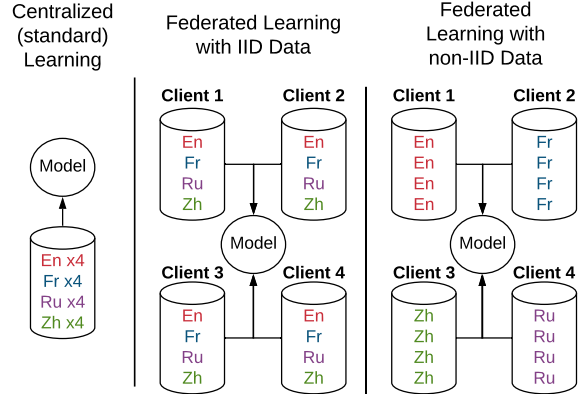 Centralized
(standard)
Learning
Model
En x4
Fr x4
Ru x4
Zh x4
Federated Learning
with IID Data
Client 1
En
Fr
Ru
Zh
Client 2
En
Fr
Ru
Zh
Model
Client 3
En
Fr
Ru
Zh
Client 4
En
Fr
Ru
Zh
Federated
Learning with
non-IID Data
Client 1
En
En
En
En
Client 2
Fr
Fr
Fr
Fr
Model
Client 3
Zh
Zh
Zh
Zh
Client 4
Ru
Ru
Ru
Ru